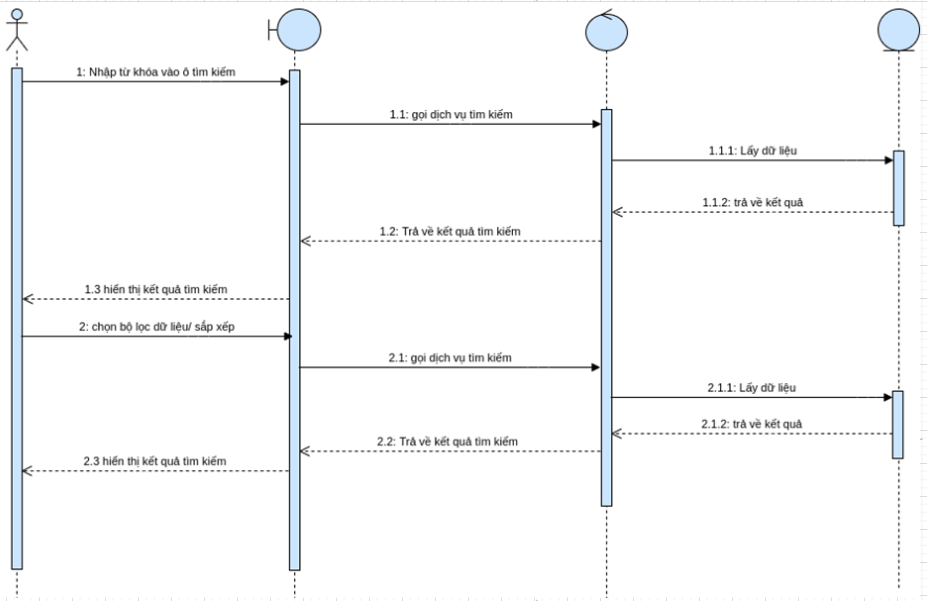 1: Nhập từ khóa vào ô tìm kiếm
1.1: gọi dịch vụ tìm kiếm
1.1.1: Lấy dữ liệu
1.1.2: trả về kết quả
1.2: Trả về kết quả tìm kiếm
1.3 hiển thị kết quả tìm kiếm
2: chọn bộ lọc dữ liệu/ sắp xếp
2.1: gọi dịch vụ tìm kiếm
2.1.1: Lấy dữ liệu
2.1.2: trả về kết quả
2.2: Trả về kết quả tìm kiếm
2.3 hiển thị kết quả tìm kiếm